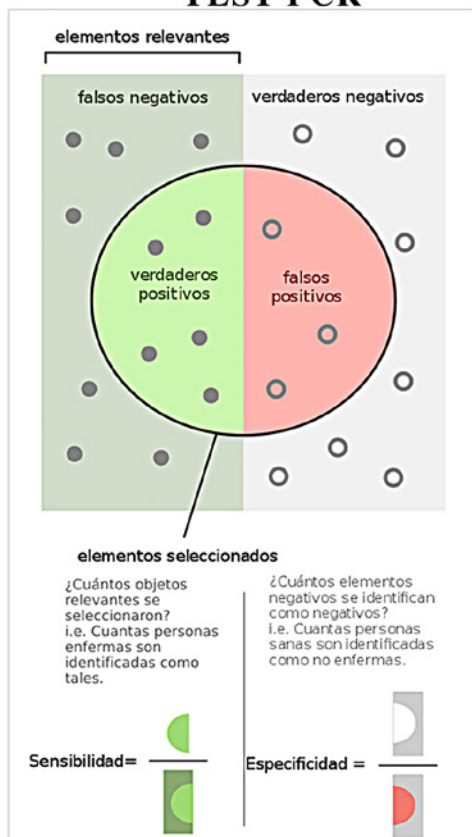 TEST PCR
elementos relevantes
falsos negativos
verdaderos negativos
verdaderos
positivos
falsos
positivos
elementos seleccionados
¿Cuántos objetos
relevantes se
seleccionaron?
i.e. Cuantas personas
enfermas son
identificadas como
tales.
¿Cuántos elementos
negativos se identifican
como negativos?
i.e. Cuantas personas
sanas son identificadas
como no enfermas.
Sensibilidad=
Especificidad =